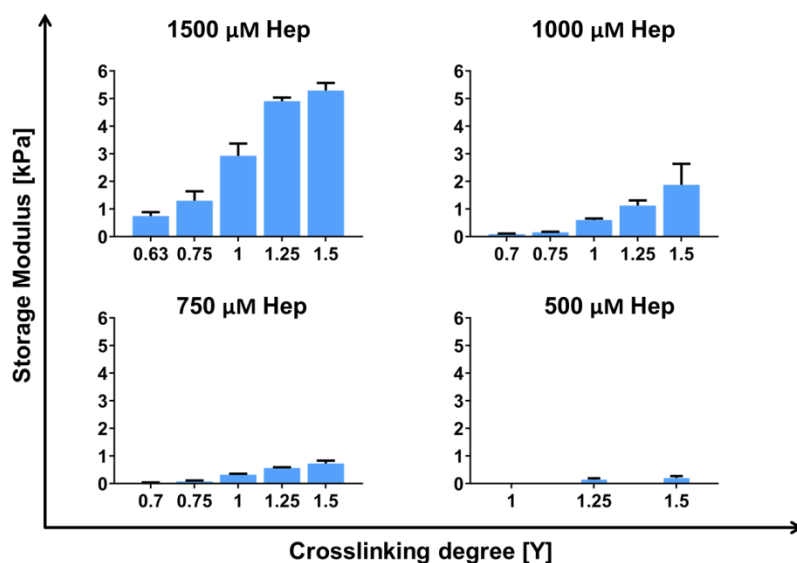 1500 μM Hep
6
5
4
3
2
1
0
0.63 0.75 1 1.25 1.5
1000 μM Hep
6
5
4
3
2
1
0
0.7 0.75 1 1.25 1.5
750 μM Hep
6
5
4
3
2
1
0
0.7 0.75 1 1.25 1.5
500 μM Hep
6
5
4
3
2
1
0
1 1.25 1.5
Storage Modulus [kPa]
Crosslinking degree [Y]